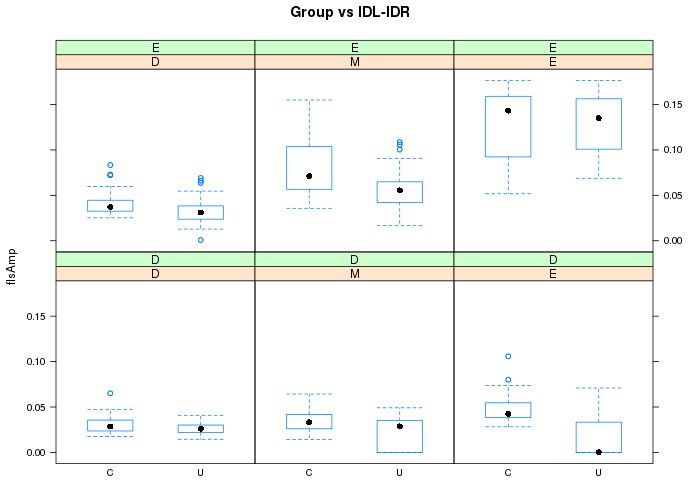 Group vs IDL-IDR
E E E
D M E
0.15
0.10
0.05
0.00
D D D
D M E
flsAmp
0.15
0.10
0.05
0.00
C U C U C U